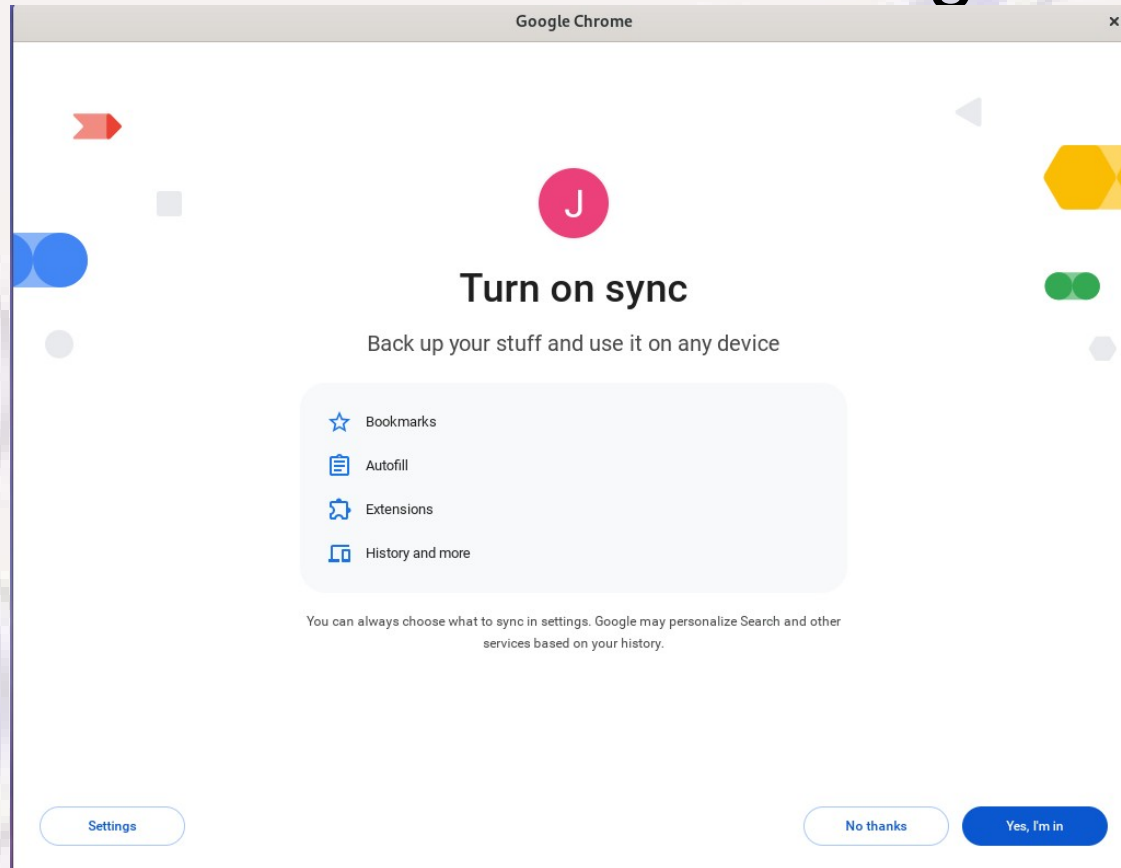 Google Chrome
J
Turn on sync
Back up your stuff and use it on any device
Bookmarks
Autofill
Extensions
History and more
You can always choose what to sync in settings. Google may personalize Search and other
services based on your history.
Settings
No thanks
Yes, I'm in